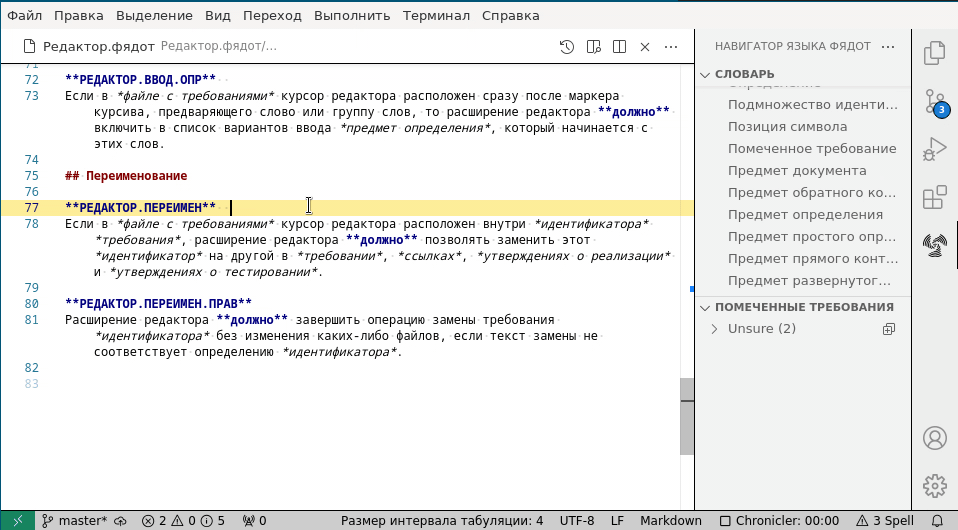 Файл Правка Выделение Вид Переход Выполнить Терминал Справка
Редактор.фядот Редактор.фядот/...
71
72 **РЕДАКТОР.ВВОД.ОПР**
73 Если в *файле с требованиями* курсор редактора расположен сразу после маркера
курсива, предваряющего слово или группу слов, то расширение редактора **должно**
включить в список вариантов ввода *предмет определения*, который начинается с
этих слов.
74
75 ## Переименование
76
77 **РЕДАКТОР.ПЕРЕИМЕН**
78 Если в *файле с требованиями* курсор редактора расположен внутри *идентификатора*
*требования*, расширение редактора **должно** позволять заменить этот
*идентификатор* на другой в *требовании*, *ссылках*, *утверждениях о реализации*
и *утверждениях о тестировании*.
79
80 **РЕДАКТОР.ПЕРЕИМЕН.ПРАВ**
81 Расширение редактора **должно** завершить операцию замены требования
*идентификатора* без изменения каких-либо файлов, если текст замены не
соответствует определению *идентификатора*.
82
83
НАВИГАТОР ЯЗЫКА ФЯДОТ
СЛОВАРЬ
Определение
Подмножество иденти...
Позиция символа
Помеченное требование
Предмет документа
Предмет обратного ко...
Предмет определения
Предмет простого опр...
Предмет прямого конт...
Предмет развернутог...
ПОМЕЧЕННЫЕ ТРЕБОВАНИЯ
Unsure (2)
3
master* 2 0 5 0 Размер интервала табуляции: 4 UTF-8 LF Markdown Chronicler: 00:00 3 Spell